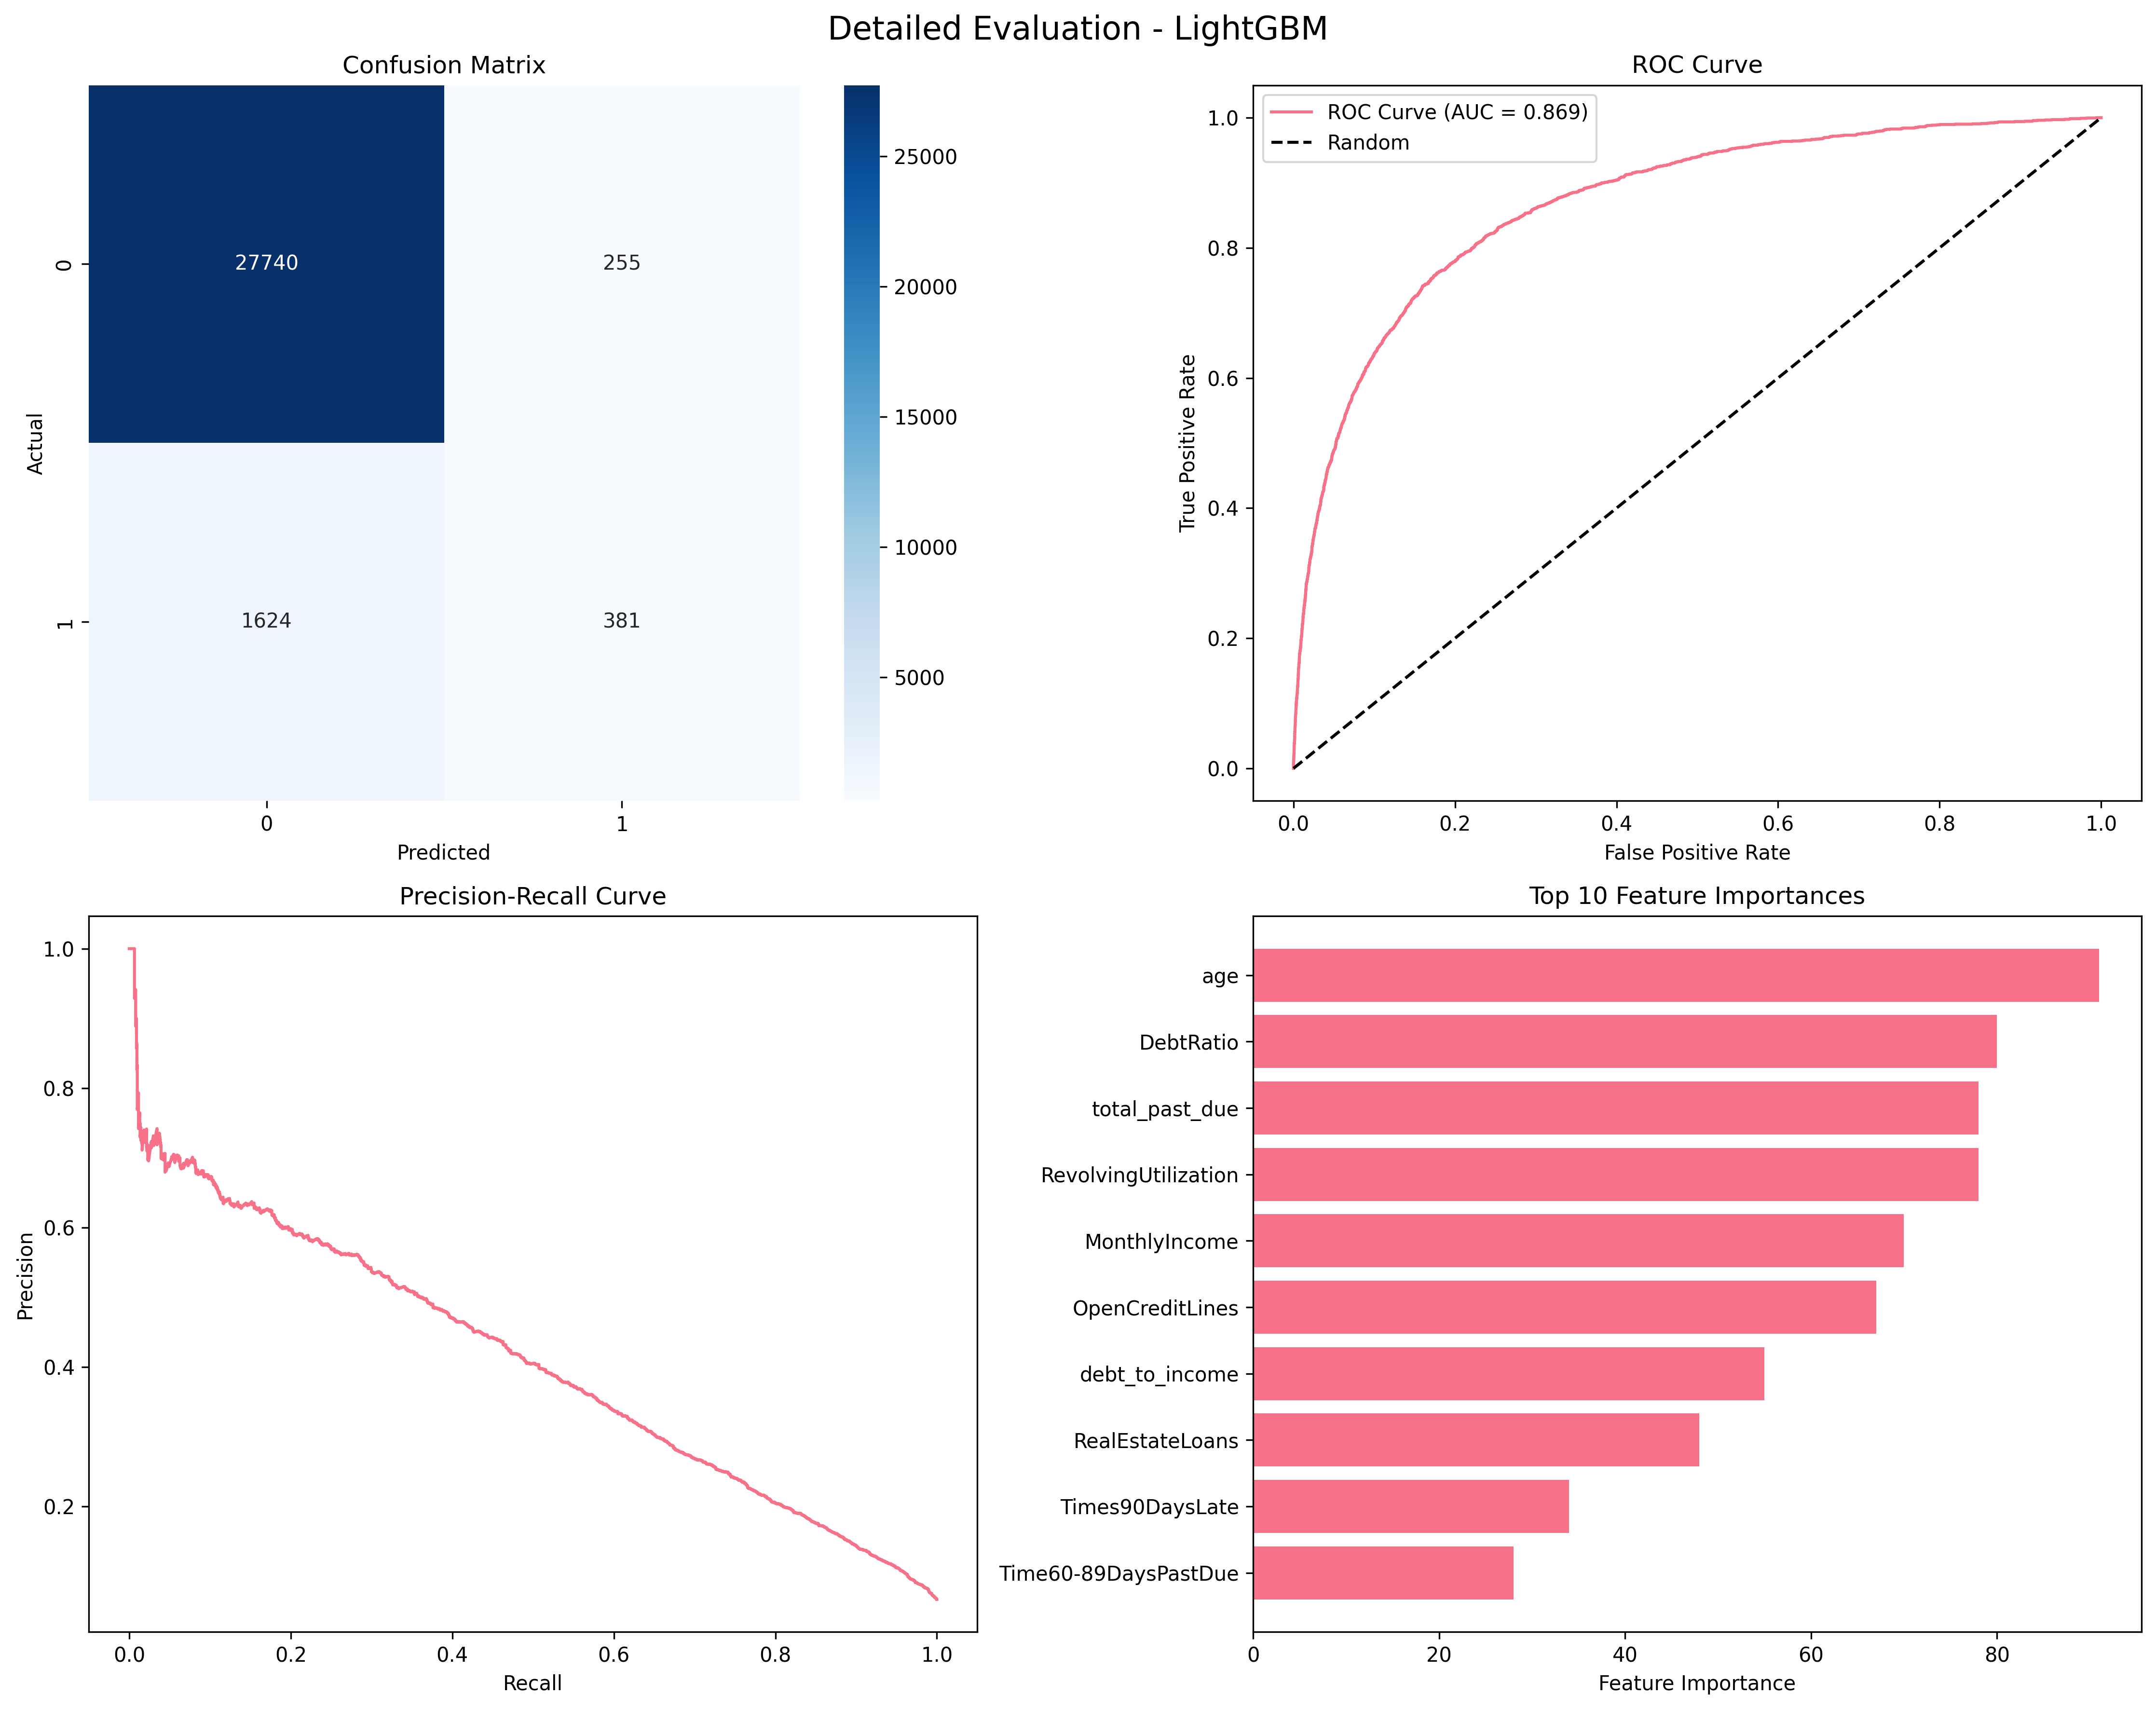 Detailed Evaluation - LightGBM
Confusion Matrix
Actual
0
1
27740
255
1624
381
0
1
Predicted
25000
20000
15000
10000
5000
ROC Curve
ROC Curve (AUC = 0.869)
Random
True Positive Rate
1.0
0.8
0.6
0.4
0.2
0.0
0.0
0.2
0.4
0.6
0.8
1.0
False Positive Rate
Precision-Recall Curve
Precision
1.0
0.8
0.6
0.4
0.2
0.0
0.2
0.4
0.6
0.8
1.0
Recall
Top 10 Feature Importances
age
DebtRatio
total_past_due
RevolvingUtilization
MonthlyIncome
OpenCreditLines
debt_to_income
RealEstateLoans
Times90DaysLate
Time60-89DaysPastDue
0
20
40
60
80
Feature Importance